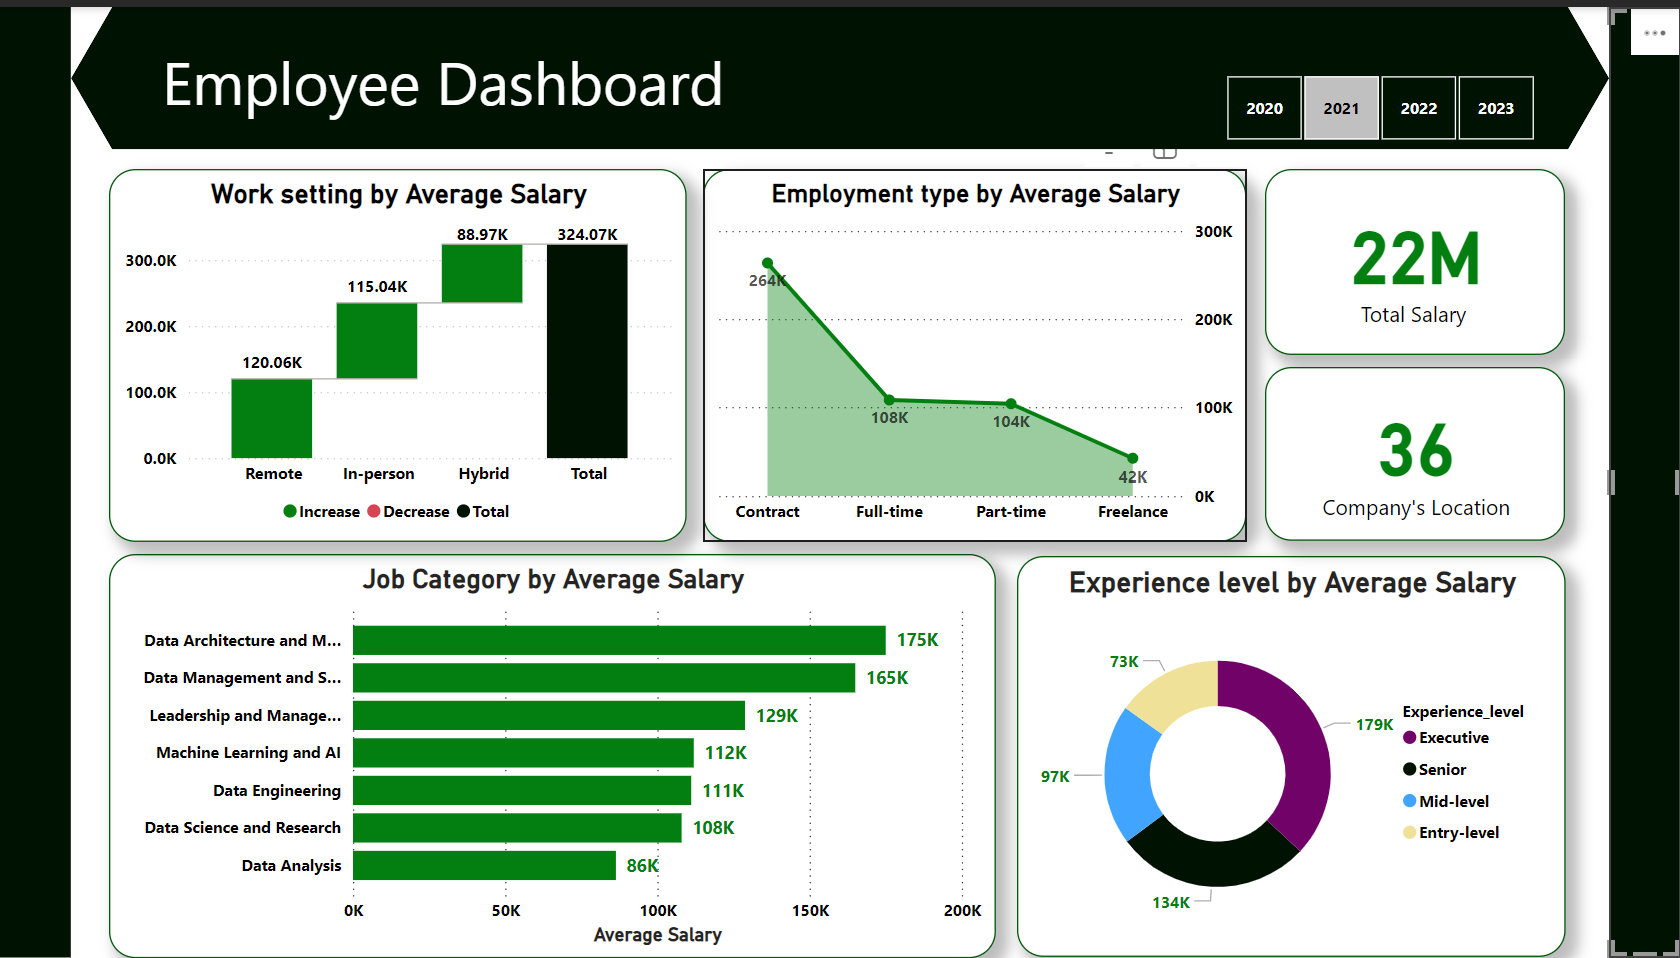 Employee Dashboard
2020 2021 2022 2023
Work setting by Average Salary
300.0K
200.0K
100.0K
0.0K
120.06K
115.04K
88.97K
324.07K
Remote In-person Hybrid Total
Increase Decrease Total
Employment type by Average Salary
300K
200K
100K
0K
264K
108K
104K
42K
Contract Full-time Part-time Freelance
22M
Total Salary
36
Company's Location
Job Category by Average Salary
Data Architecture and M... 175K
Data Management and S... 165K
Leadership and Manage... 129K
Machine Learning and AI 112K
Data Engineering 111K
Data Science and Research 108K
Data Analysis 86K
0K 50K 100K 150K 200K
Average Salary
Experience level by Average Salary
73K
179K
97K
134K
Experience_level
Executive
Senior
Mid-level
Entry-level